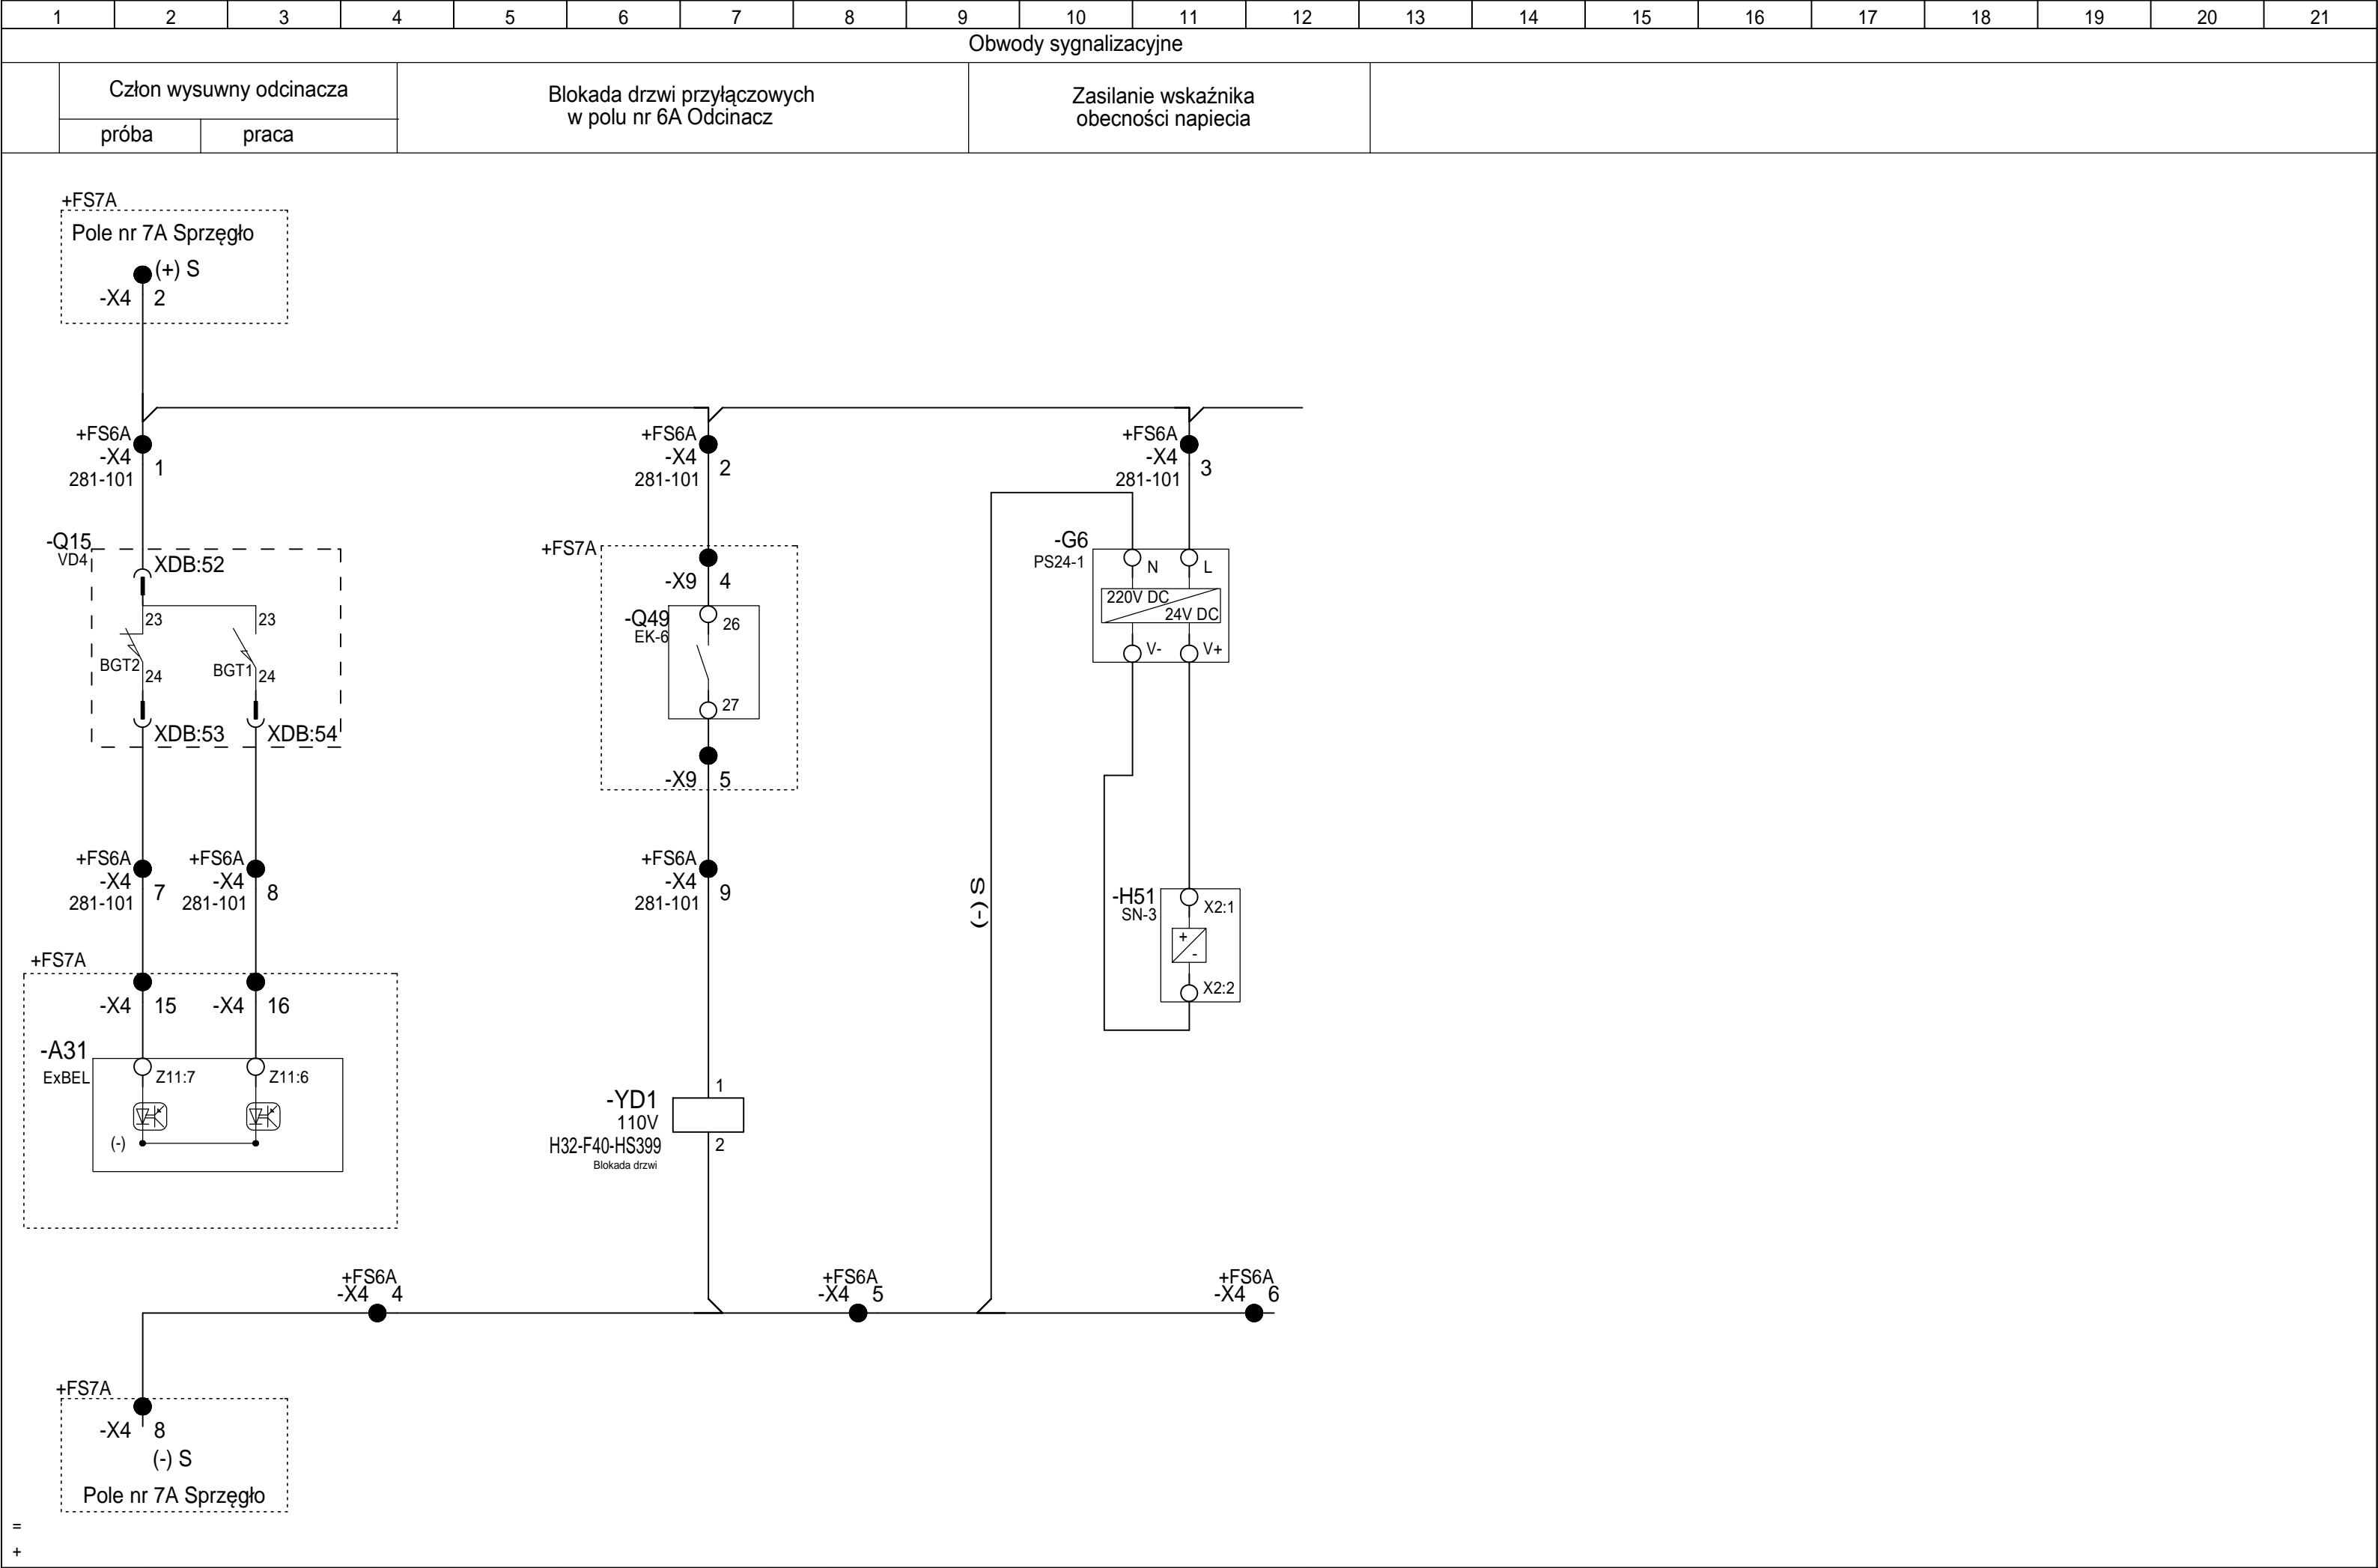 1 2 3 4 5 6 7 8 9 10 11 12 13 14 15 16 17 18 19 20 21
Obwody sygnalizacyjne
Człon wysuwny odcinacza
próba praca
Blokada drzwi przyłączowych
w polu nr 6A Odcinacz
Zasilanie wskaźnika
obecności napiecia
+FS7A
Pole nr 7A Sprzęgło
(+) S
-X4 2
+FS6A
-X4 1
281-101
+FS6A
-X4 2
281-101
+FS6A
-X4 3
281-101
-Q15
VD4
XDB:52
23 23
BGT2 BGT1
24 24
XDB:53 XDB:54
+FS7A
-X9 4
-Q49
EK-6
26
27
-X9 5
-G6
PS24-1
N L
220V DC
24V DC
V- V+
+FS6A
-X4 7
281-101
+FS6A
-X4 8
281-101
+FS6A
-X4 9
281-101
(-) S
-H51
SN-3
X2:1
+
-
X2:2
+FS7A
-X4 15 -X4 16
-A31
ExBEL
Z11:7 Z11:6
(-)
-YD1
110V
H32-F40-HS399
Blokada drzwi
1
2
+FS6A
-X4 4
+FS6A
-X4 5
+FS6A
-X4 6
+FS7A
-X4 8
(-) S
Pole nr 7A Sprzęgło
=
+